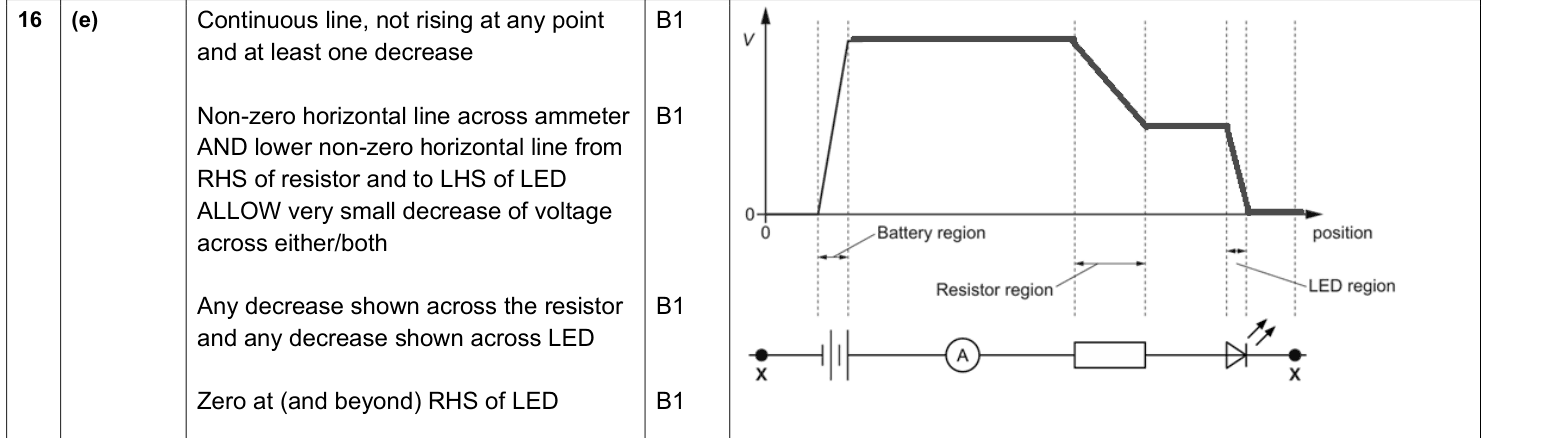 16 (e) Continuous line, not rising at any point B1
and at least one decrease
Non-zero horizontal line across ammeter B1
AND lower non-zero horizontal line from
RHS of resistor and to LHS of LED
ALLOW very small decrease of voltage
across either/both
Any decrease shown across the resistor B1
and any decrease shown across LED
Zero at (and beyond) RHS of LED B1
V
0
0
Battery region
position
Resistor region
LED region
A
X
X